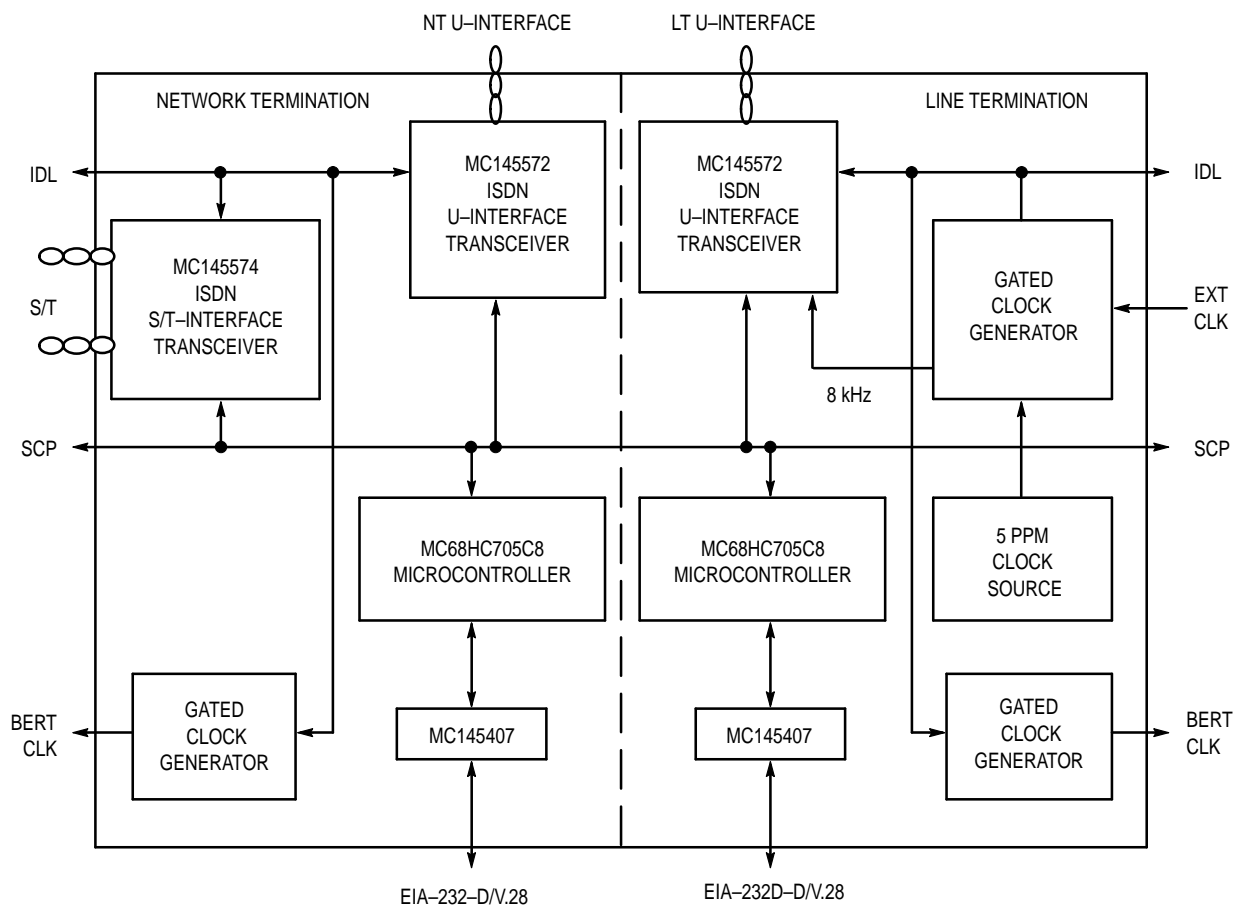 NT U–INTERFACE
LT U–INTERFACE
NETWORK TERMINATION
LINE TERMINATION
IDL
MC145572
ISDN
U–INTERFACE
TRANSCEIVER
MC145572
ISDN
U–INTERFACE
TRANSCEIVER
IDL
S/T
MC145574
ISDN
S/T–INTERFACE
TRANSCEIVER
GATED
CLOCK
GENERATOR
EXT
CLK
8 kHz
SCP
SCP
MC68HC705C8
MICROCONTROLLER
MC68HC705C8
MICROCONTROLLER
5 PPM
CLOCK
SOURCE
BERT
CLK
GATED
CLOCK
GENERATOR
MC145407
MC145407
GATED
CLOCK
GENERATOR
BERT
CLK
EIA–232–D/V.28
EIA–232D–D/V.28